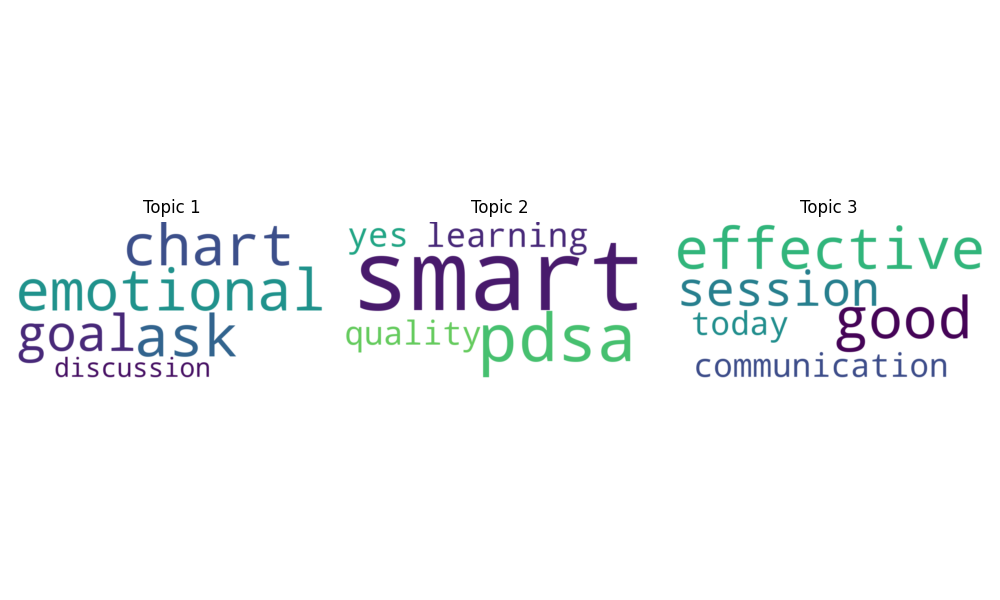 Topic 1
chart
emotional
goal ask
discussion
Topic 2
yes learning
smart
quality pdsa
Topic 3
effective
session
today good
communication